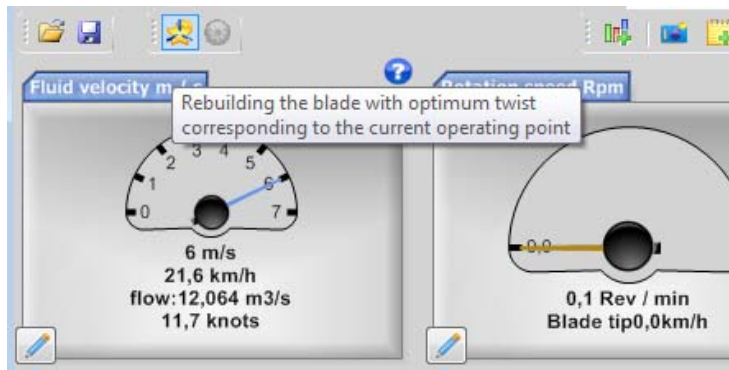 Fluid velocity m / s
Rotation speed Rpm
Rebuilding the blade with optimum twist
corresponding to the current operating point
0
1
2
3
4
5
6
7
6 m/s
21,6 km/h
flow:12,064 m3/s
11,7 knots
0,0
0,1 Rev / min
Blade tip0,0km/h